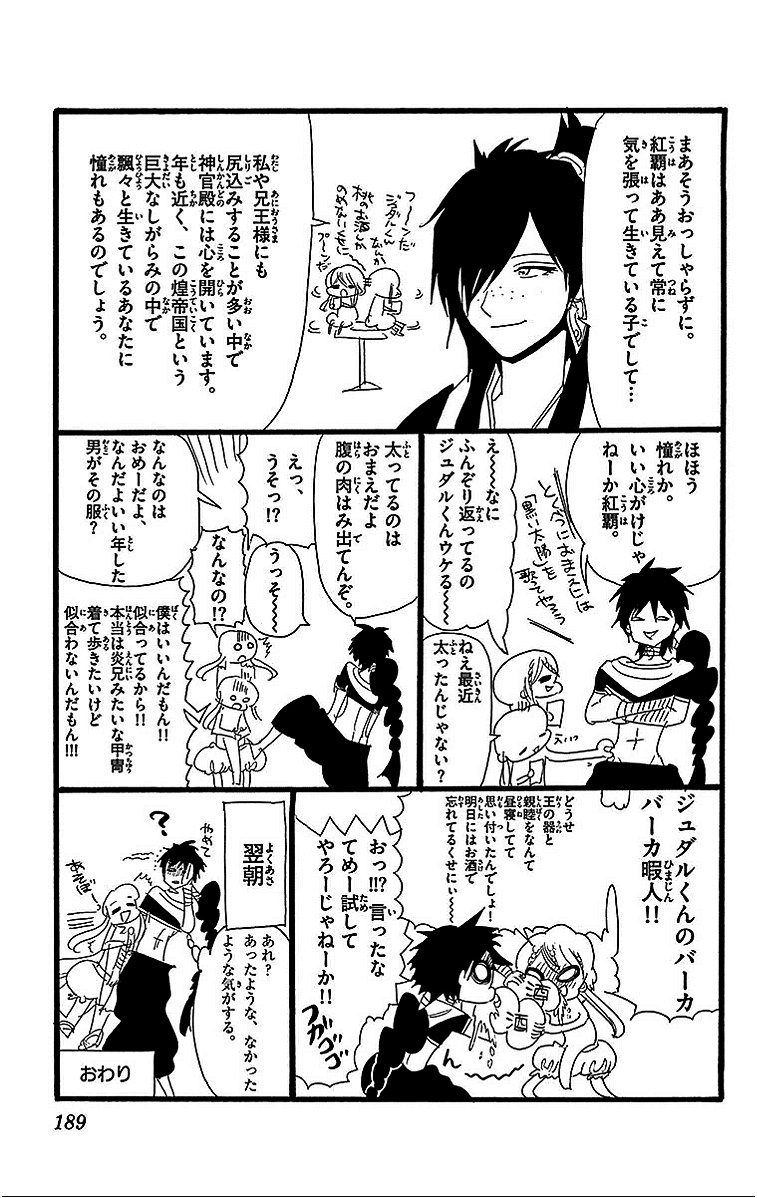 まあそうおっしゃらずに。
紅覇はああ見えて常に
気を張って生きている子でして…
プーンだ
ジュダルくん
なんか
桃のお酒が
のめないくせに
プーンだ
私や兄王様にも
尻込みすることが多い中で
神官殿には心を開いています。
年も近く、この煌帝国という
巨大なしがらみの中で
飄々と生きているあなたに
憧れもあるのでしょう。
ほほう
憧れか。
いい心がけじゃ
ねーか紅覇。
とくべつにおまえには
「黒い太陽」を
歌ってやろう
え〜〜なに
ふんぞり返ってるの
ジュダルくんウケる〜
ねえ最近
太ったんじゃない?
太ってるのは
おまえだよ
腹の肉はみ出てんぞ。
えっ、
うそっ!?
うっそ〜〜
なんなの!?
なんなのは
おめーだよ、
なんだよいい年した
男がその服?
僕はいいんだもん!!
似合ってるから!!
本当は炎兄みたいな甲冑
着て歩きたいけど
似合わないんだもん!!!
ジュダルくんのバーカ
バーカ暇人!!
どうせ
王の器と
親睦をなんて
昼寝してて
思い付いたんでしょ!
明日にはお酒で
忘れてるくせにぃ〜〜
おっ!!!? 言ったな
てめー試して
やろーじゃねーか!!
酒
酒
フガゴゴゴ
ん
翌朝
?
やめて
あそぼ
あれ?
あったような、なかった
ような気がする。
おわり
189